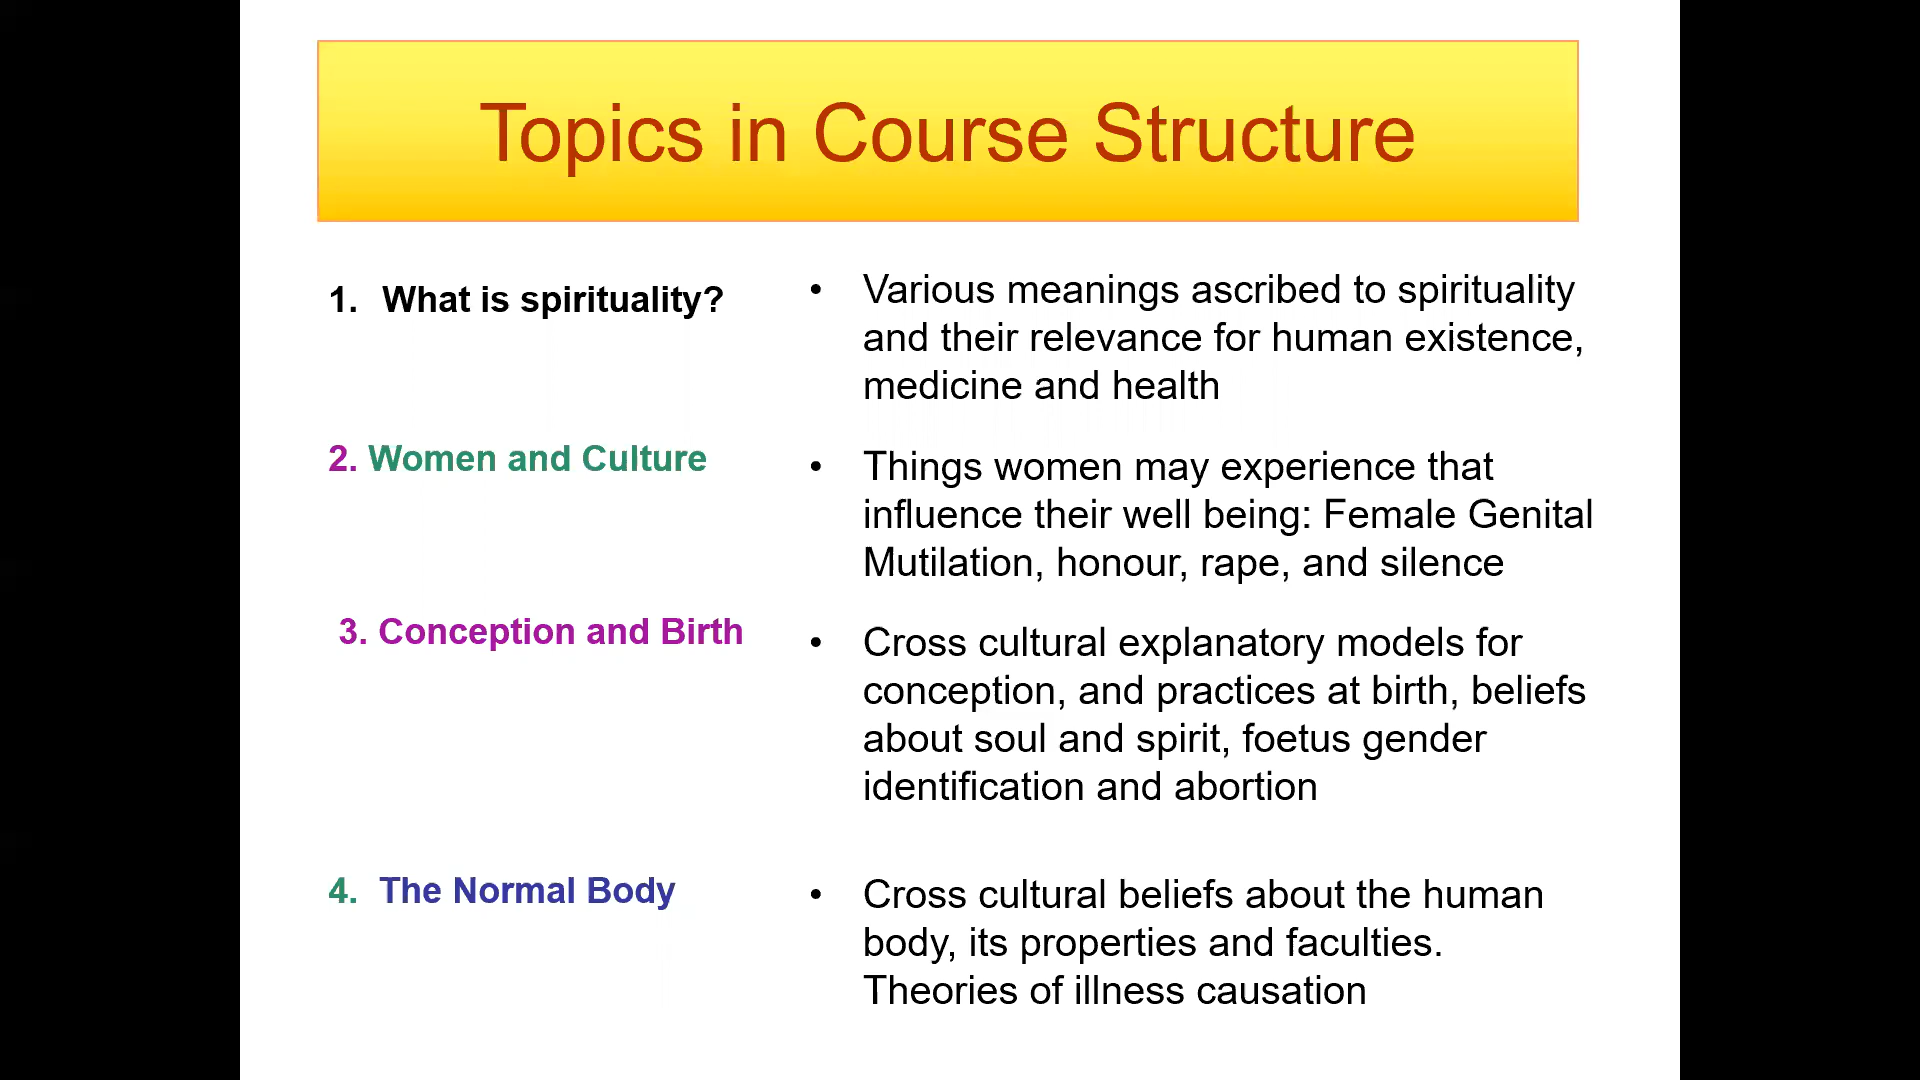 Topics in Course Structure
1. What is spirituality?
• Various meanings ascribed to spirituality
and their relevance for human existence,
medicine and health
2. Women and Culture
• Things women may experience that
influence their well being: Female Genital
Mutilation, honour, rape, and silence
3. Conception and Birth
• Cross cultural explanatory models for
conception, and practices at birth, beliefs
about soul and spirit, foetus gender
identification and abortion
4. The Normal Body
• Cross cultural beliefs about the human
body, its properties and faculties.
Theories of illness causation